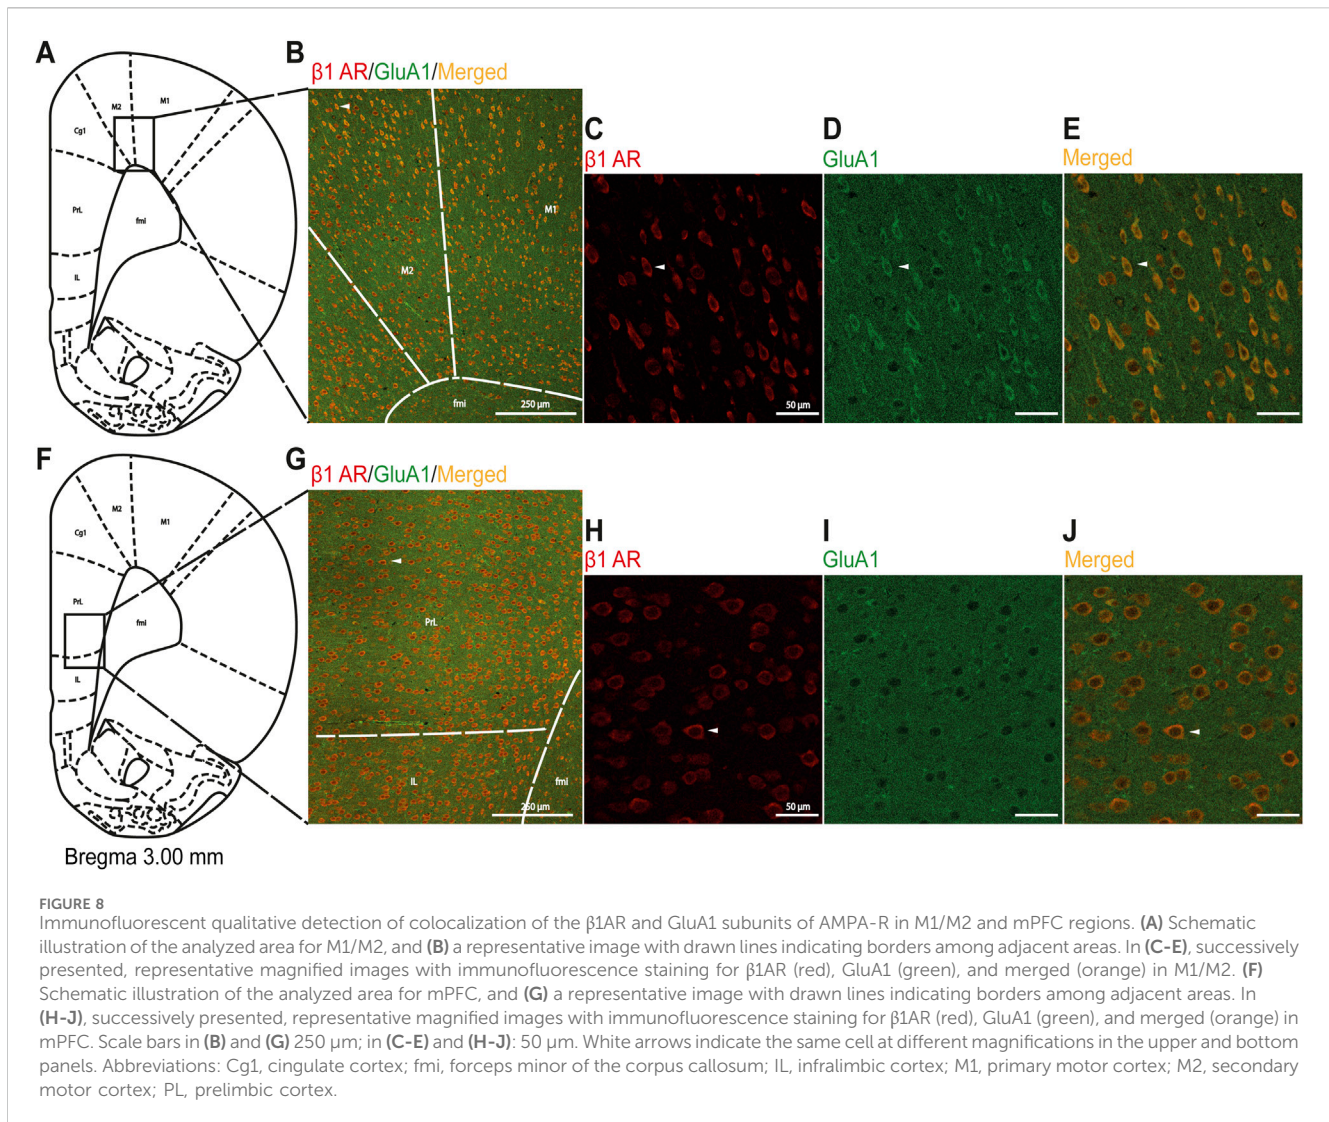 A
M2
M1
Cg1
PrL
fmi
IL
B
β1 AR/GluA1/Merged
M1
M2
fmi
250 µm
C
β1 AR
50 µm
D
GluA1
E
Merged
F
M2
M1
Cg1
PrL
fmi
IL
Bregma 3.00 mm
G
β1 AR/GluA1/Merged
PrL
IL
fmi
250 µm
H
β1 AR
50 µm
I
GluA1
J
Merged
FIGURE 8
Immunofluorescent qualitative detection of colocalization of the β1AR and GluA1 subunits of AMPA-R in M1/M2 and mPFC regions. (A) Schematic
illustration of the analyzed area for M1/M2, and (B) a representative image with drawn lines indicating borders among adjacent areas. In (C-E), successively
presented, representative magnified images with immunofluorescence staining for β1AR (red), GluA1 (green), and merged (orange) in M1/M2. (F)
Schematic illustration of the analyzed area for mPFC, and (G) a representative image with drawn lines indicating borders among adjacent areas. In
(H-J), successively presented, representative magnified images with immunofluorescence staining for β1AR (red), GluA1 (green), and merged (orange) in
mPFC. Scale bars in (B) and (G) 250 µm; in (C-E) and (H-J): 50 µm. White arrows indicate the same cell at different magnifications in the upper and bottom
panels. Abbreviations: Cg1, cingulate cortex; fmi, forceps minor of the corpus callosum; IL, infralimbic cortex; M1, primary motor cortex; M2, secondary
motor cortex; PL, prelimbic cortex.